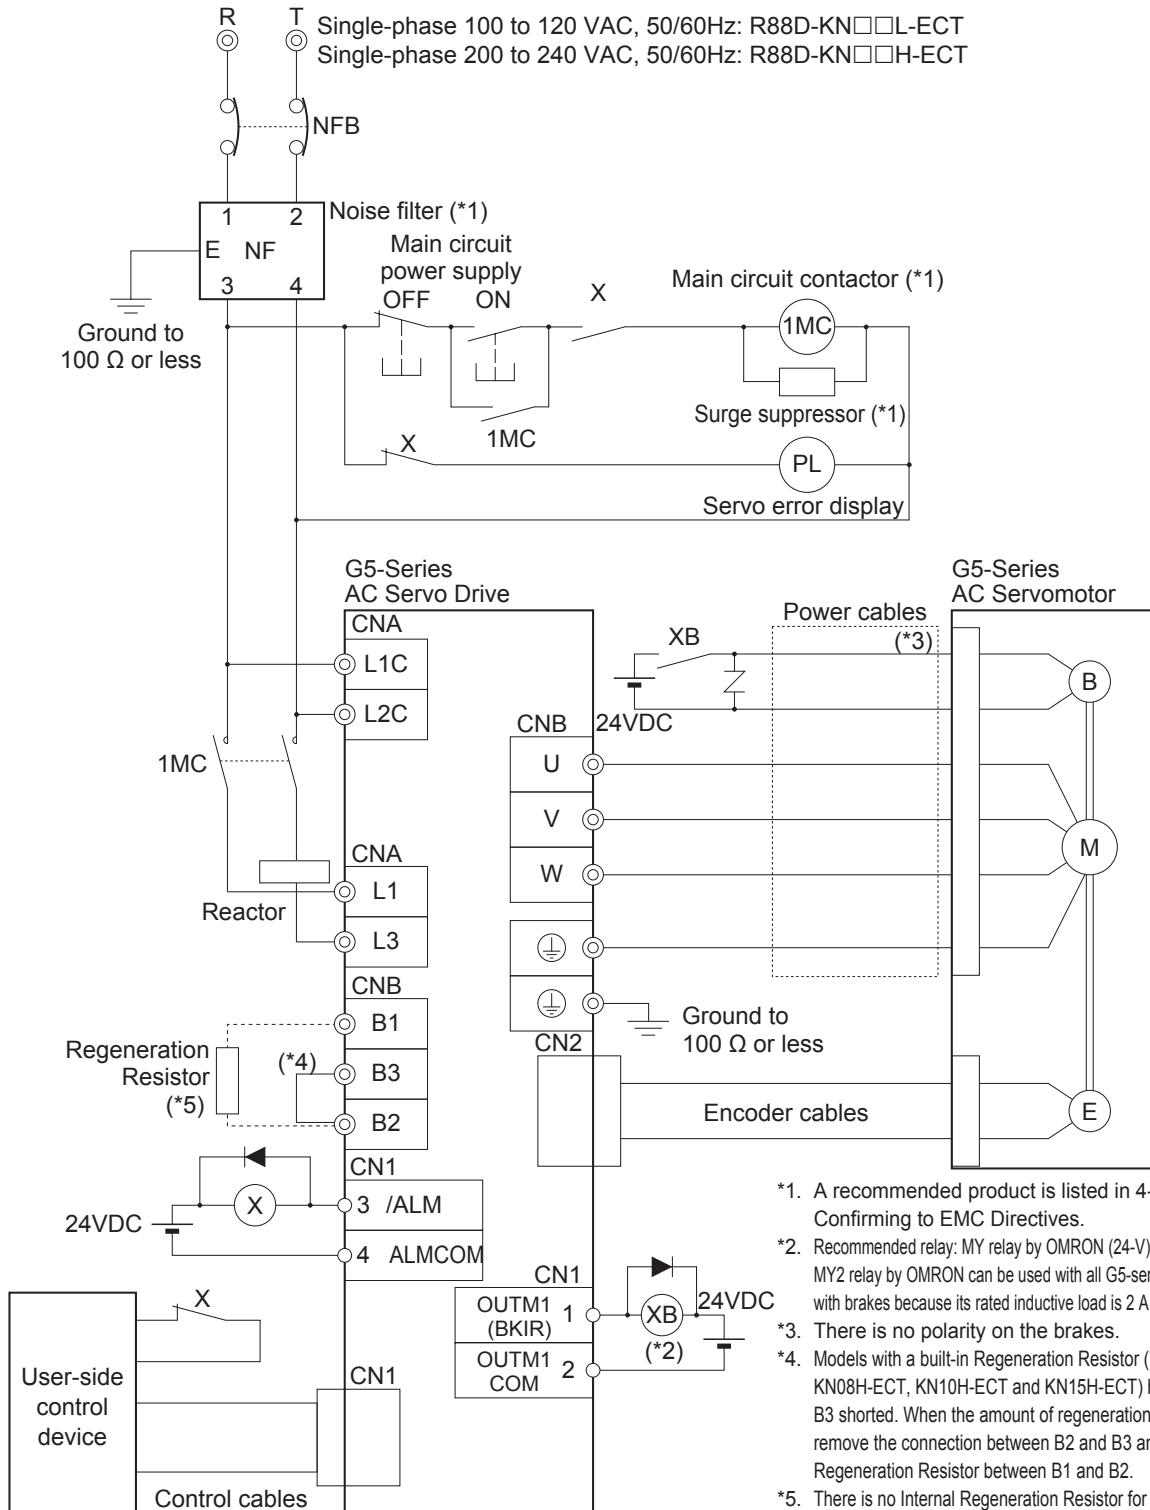 R
T
Single-phase 100 to 120 VAC, 50/60Hz: R88D-KN□□L-ECT
Single-phase 200 to 240 VAC, 50/60Hz: R88D-KN□□H-ECT
NFB
1
2
Noise filter (*1)
E
NF
3
4
Ground to
100 Ω or less
Main circuit
power supply
OFF
ON
X
Main circuit contactor (*1)
1MC
Surge suppressor (*1)
1MC
X
PL
Servo error display
G5-Series
AC Servo Drive
G5-Series
AC Servomotor
CNA
L1C
L2C
XB
Power cables
(*3)
B
24VDC
CNB
U
V
W
M
1MC
CNA
L1
L3
Reactor
CNB
B1
B3
B2
Regeneration
Resistor
(*5)
(*4)
Ground to
100 Ω or less
CN2
Encoder cables
E
CN1
3 /ALM
4 ALMCOM
X
24VDC
CN1
OUTM1
(BKIR)
1
OUTM1
COM
2
XB
(*2)
24VDC
X
User-side
control
device
CN1
Control cables
*1. A recommended product is listed in 4-
Confirming to EMC Directives.
*2. Recommended relay: MY relay by OMRON (24-V)
MY2 relay by OMRON can be used with all G5-ser
with brakes because its rated inductive load is 2 A
*3. There is no polarity on the brakes.
*4. Models with a built-in Regeneration Resistor (
KN08H-ECT, KN10H-ECT and KN15H-ECT) h
B3 shorted. When the amount of regeneration
remove the connection between B2 and B3 an
Regeneration Resistor between B1 and B2.
*5. There is no Internal Regeneration Resistor for